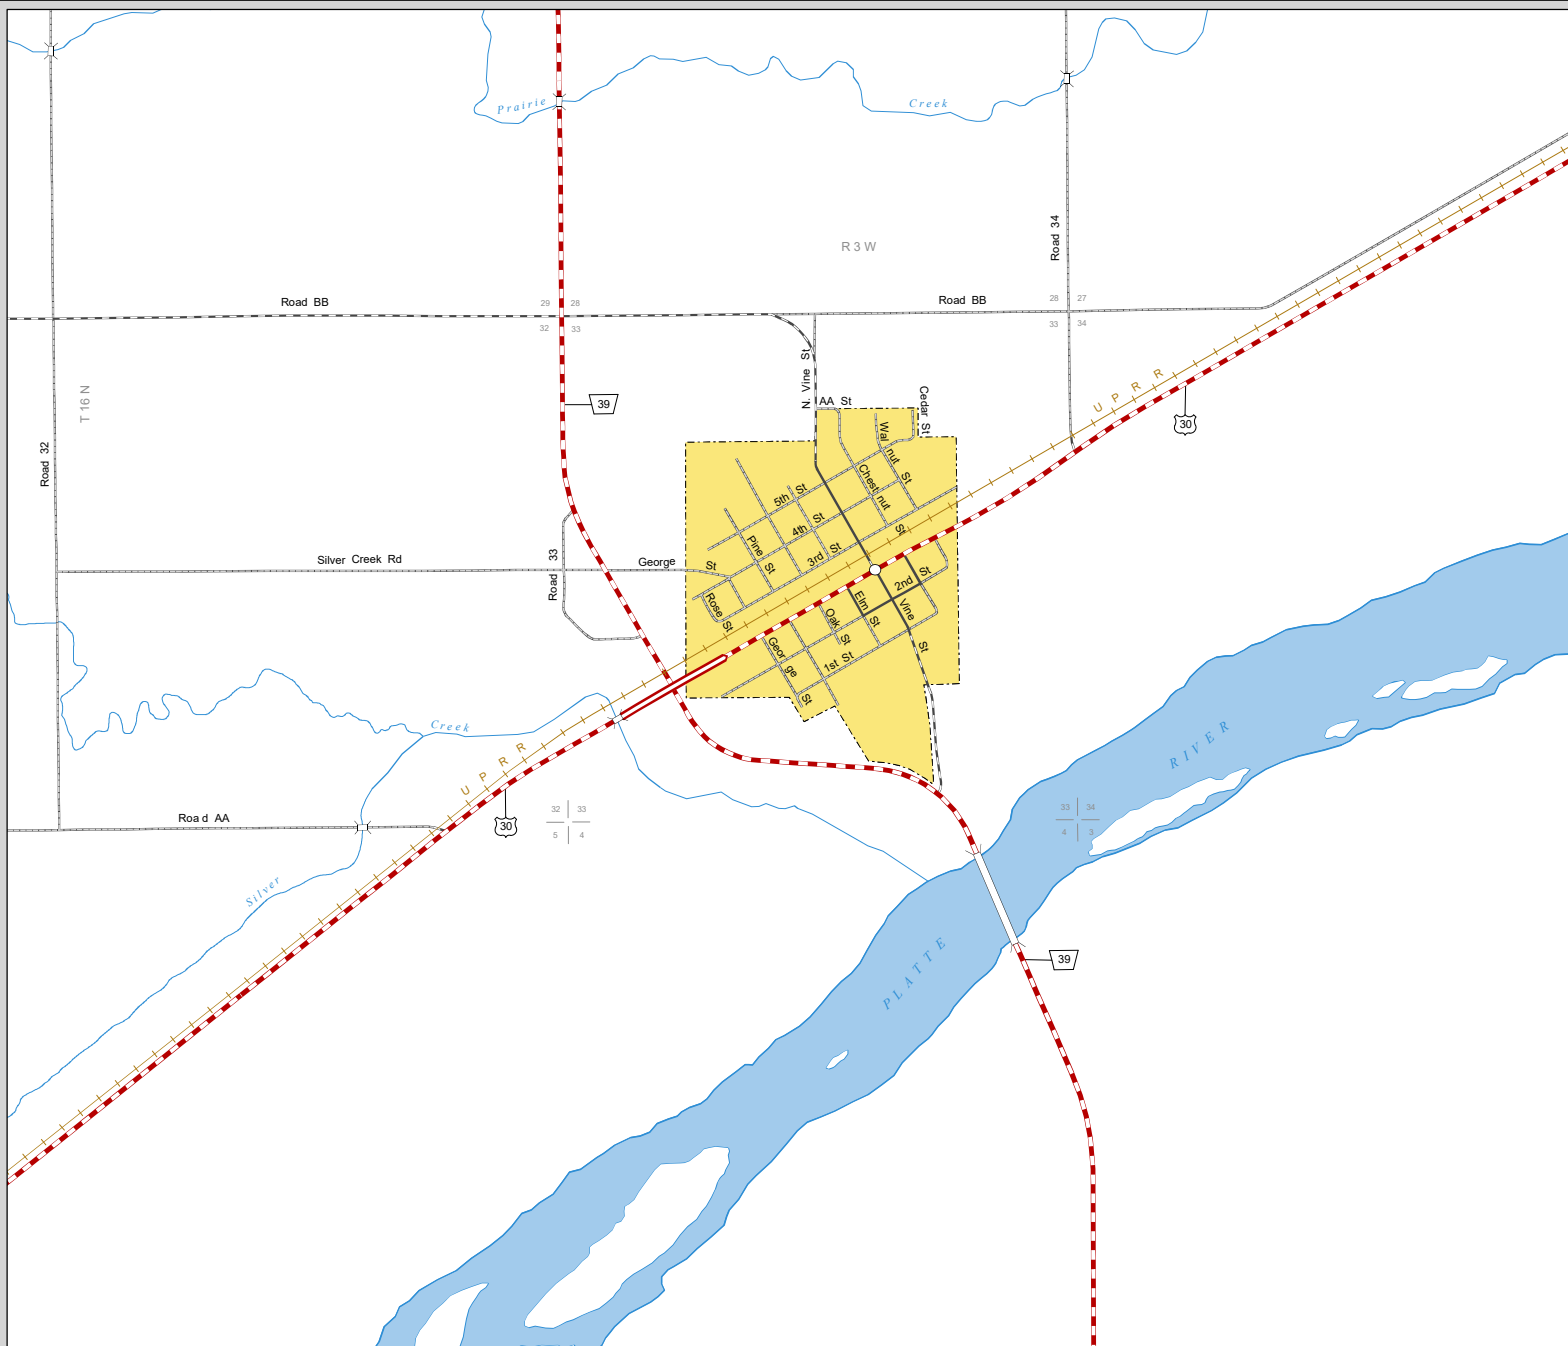 Prairie
Creek
Road 34
R 3 W
Road BB
29 28
32 33
Road BB
28 27
33 34
N. Vine St
T 16 N
39
AA St
Cedar St
U P R R
30
Road 32
Walnut St
Chestnut St
5th St
4th St
3rd St
Pine St
Silver Creek Rd
Road 33
George St
2nd St
Rose St
Elm St
Vine St
Oak St
George St
1st St
Creek
U P R R
RIVER
Road AA
30
32 33
5 4
33 34
4 3
Silver
PLATTE
39